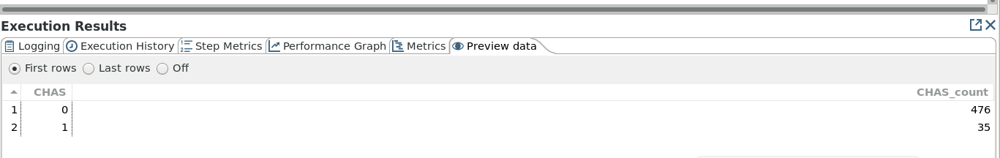 Execution Results
Logging Execution History Step Metrics Performance Graph Metrics Preview data
First rows Last rows Off
CHAS CHAS_count
1 0 476
2 1 35